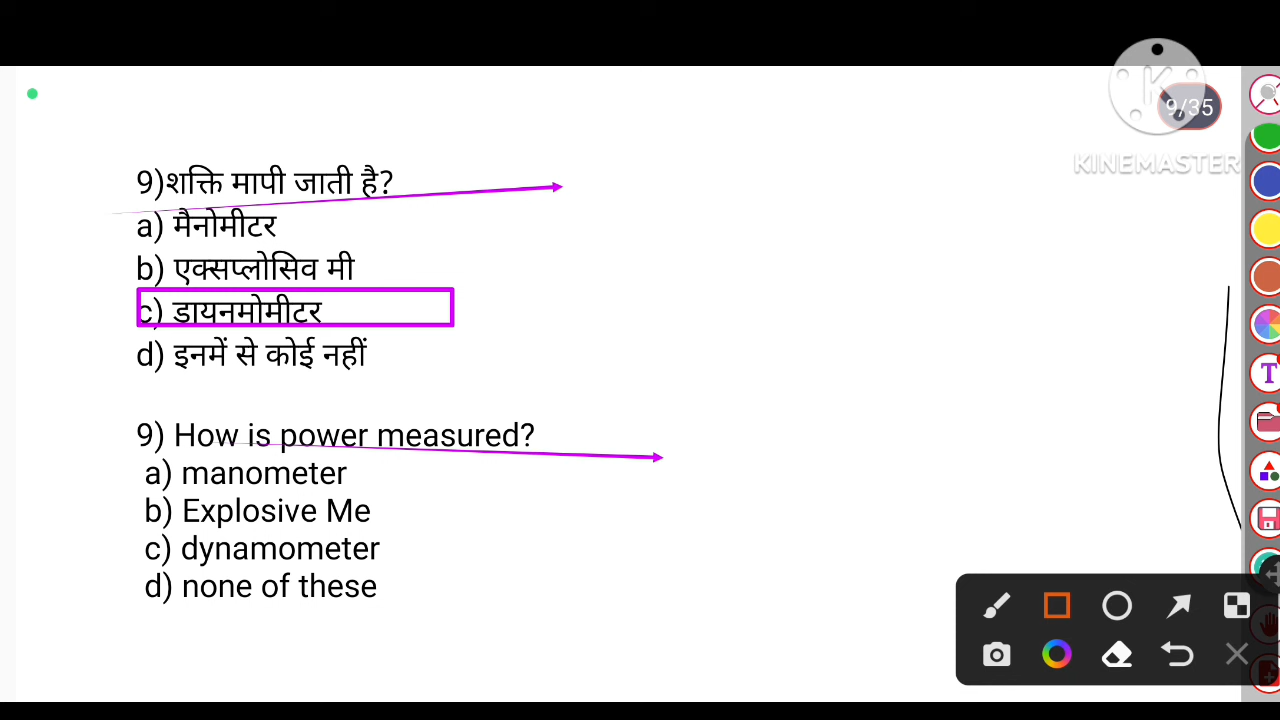 9/35
KINEMASTER
9)शक्ति मापी जाती है?
a) मैनोमीटर
b) एक्सप्लोसिव मी
c) डायनमोमीटर
d) इनमें से कोई नहीं
9) How is power measured?
a) manometer
b) Explosive Me
c) dynamometer
d) none of these
T